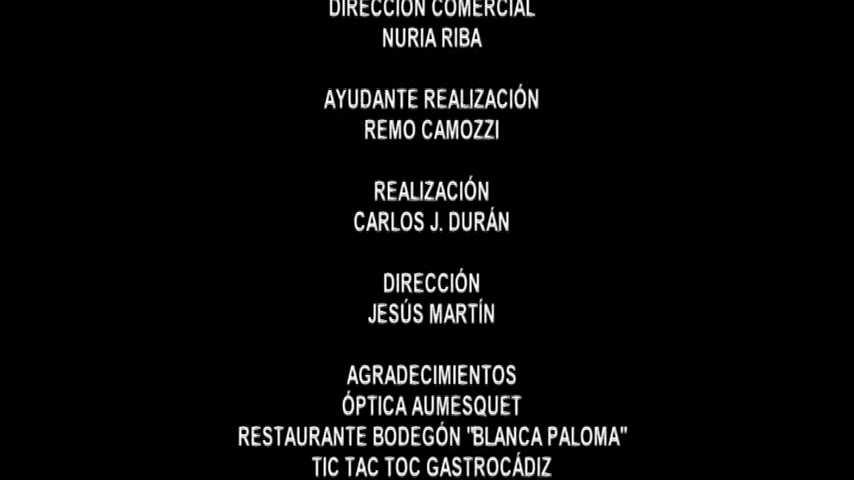 DIRECCIÓN COMERCIAL
NURIA RIBA
AYUDANTE REALIZACIÓN
REMO CAMOZZI
REALIZACIÓN
CARLOS J. DURÁN
DIRECCIÓN
JESÚS MARTÍN
AGRADECIMIENTOS
ÓPTICA AUMESQUET
RESTAURANTE BODEGÓN "BLANCA PALOMA"
TIC TAC TOC GASTROCÁDIZ